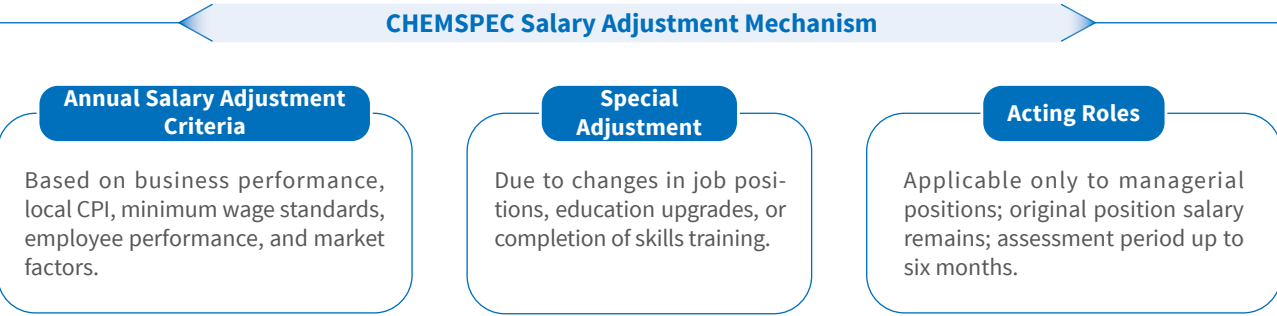 CHEMSPEC Salary Adjustment Mechanism
Annual Salary Adjustment
Criteria
Based on business performance,
local CPI, minimum wage standards,
employee performance, and market
factors.
Special
Adjustment
Due to changes in job posi-
tions, education upgrades, or
completion of skills training.
Acting Roles
Applicable only to managerial
positions; original position salary
remains; assessment period up to
six months.